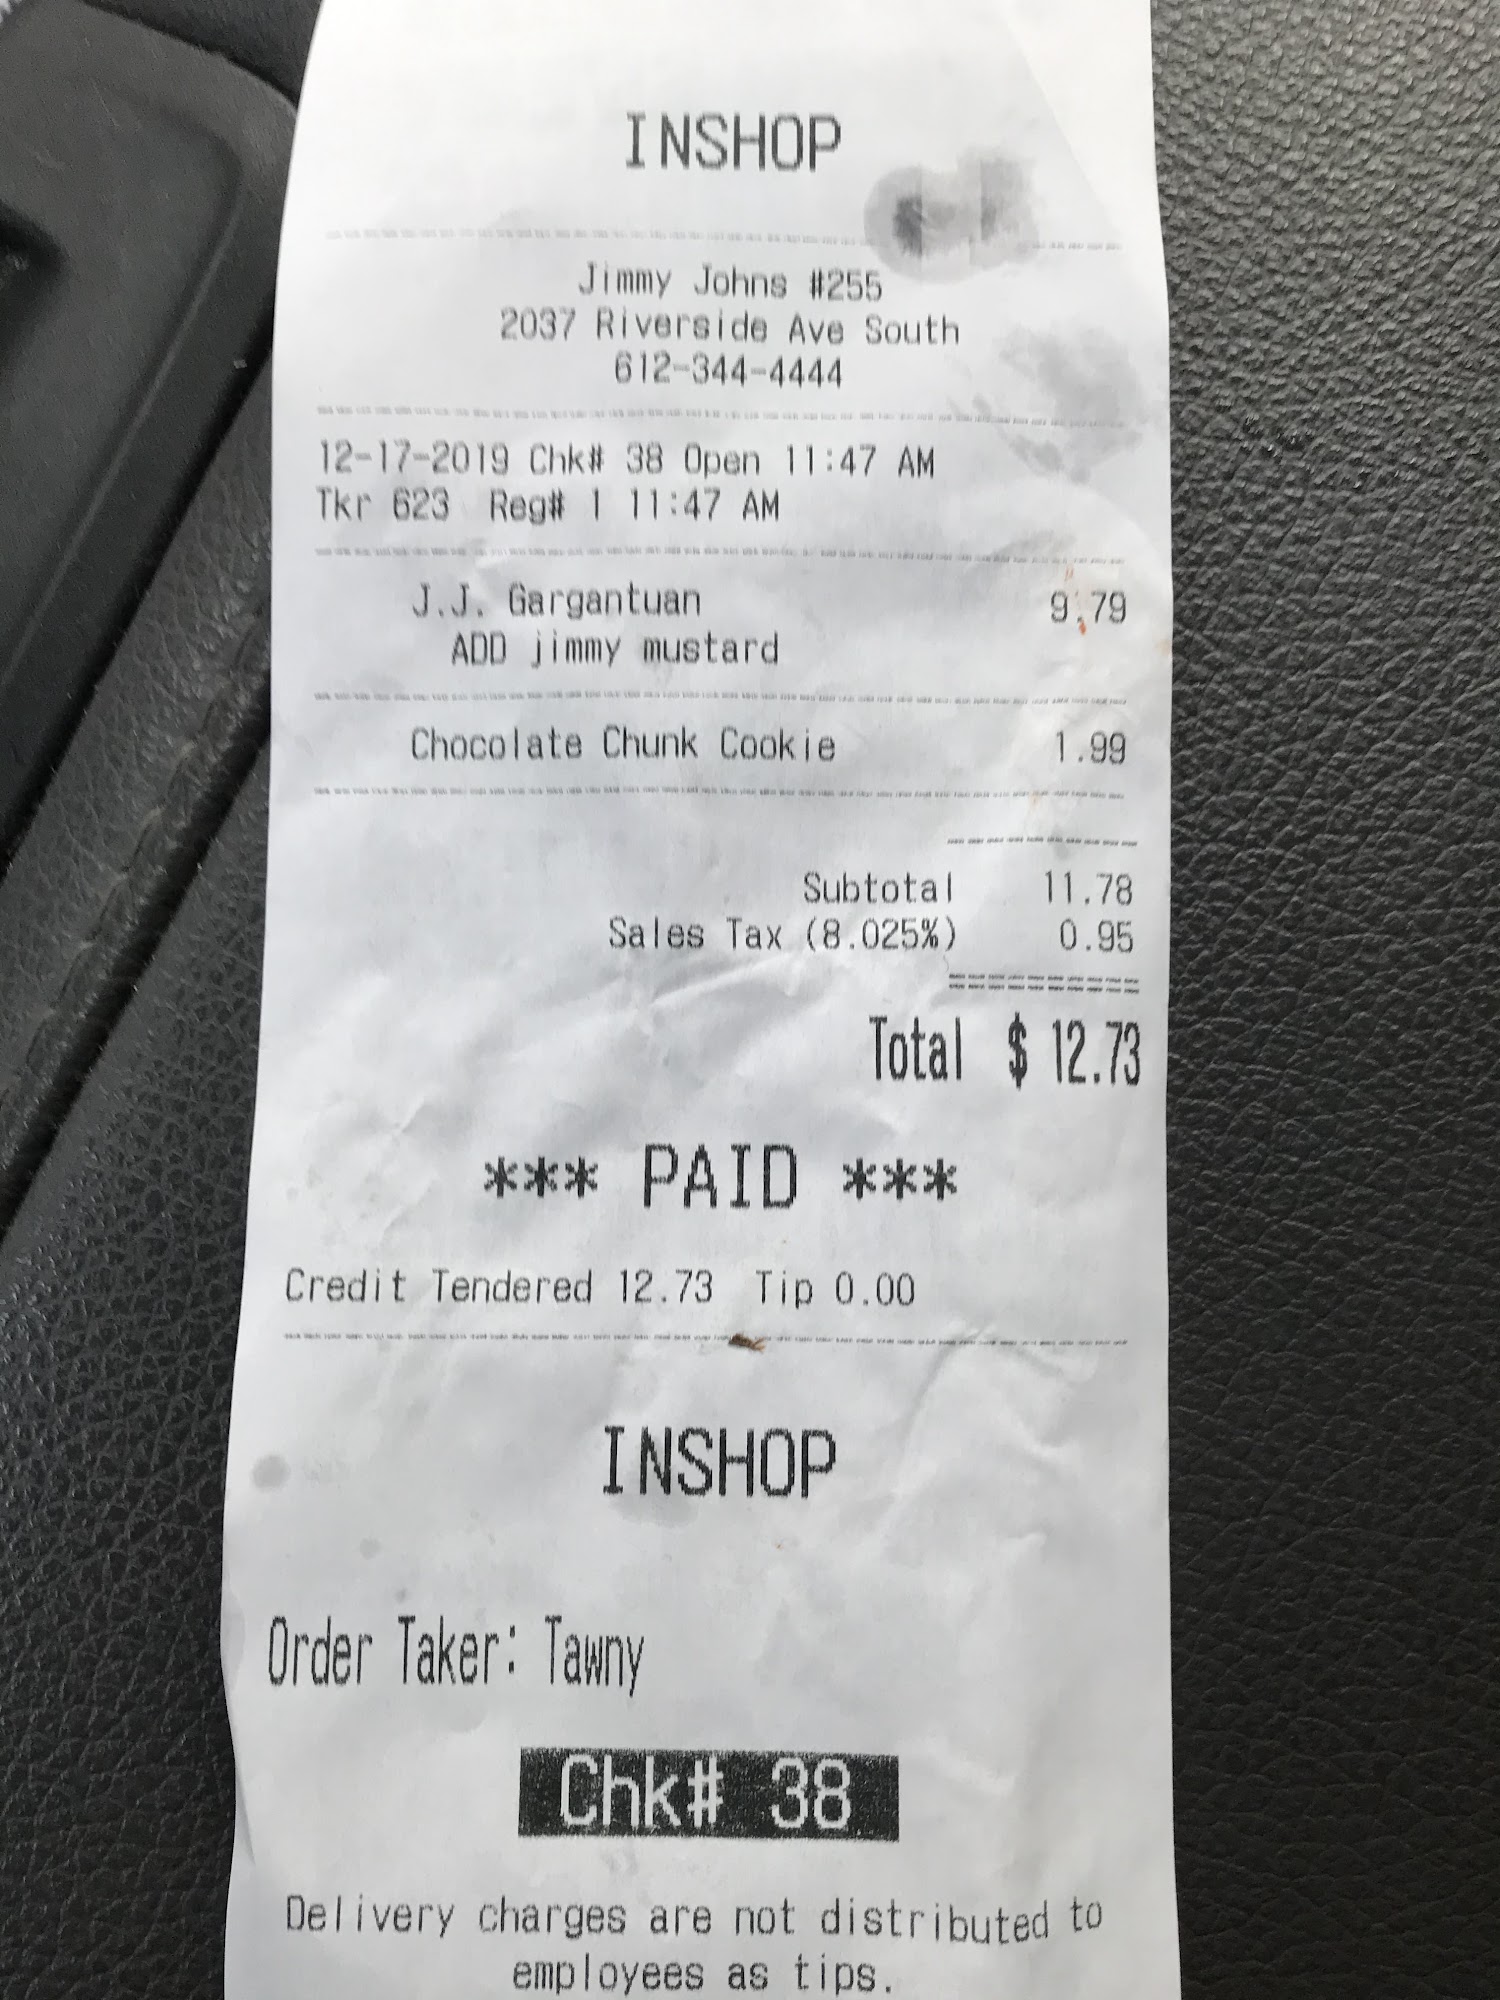 INSHOP
Jimmy Johns #255
2037 Riverside Ave South
612-344-4444
12-17-2019 Chk# 38 Open 11:47 AM
Tkr 623 Reg# 1 11:47 AM
J.J. Gargantuan 9.79
ADD jimmy mustard
Chocolate Chunk Cookie 1.99
Subtotal 11.78
Sales Tax (8.025%) 0.95
Total $ 12.73
*** PAID ***
Credit Tendered 12.73 Tip 0.00
INSHOP
Order Taker: Tawny
Chk# 38
Delivery charges are not distributed to
employees as tips.